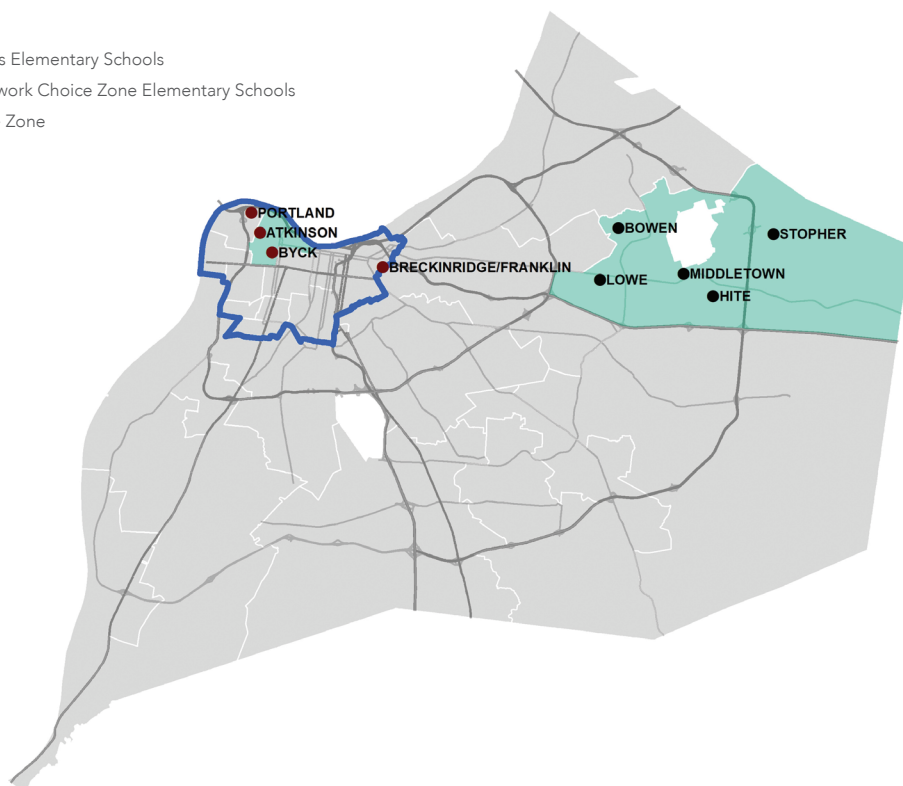 s Elementary Schools
work Choice Zone Elementary Schools
Zone
PORTLAND
ATKINSON
BYCK
BRECKINRIDGE/FRANKLIN
BOWEN
STOPHER
LOWE
MIDDLETOWN
HITE